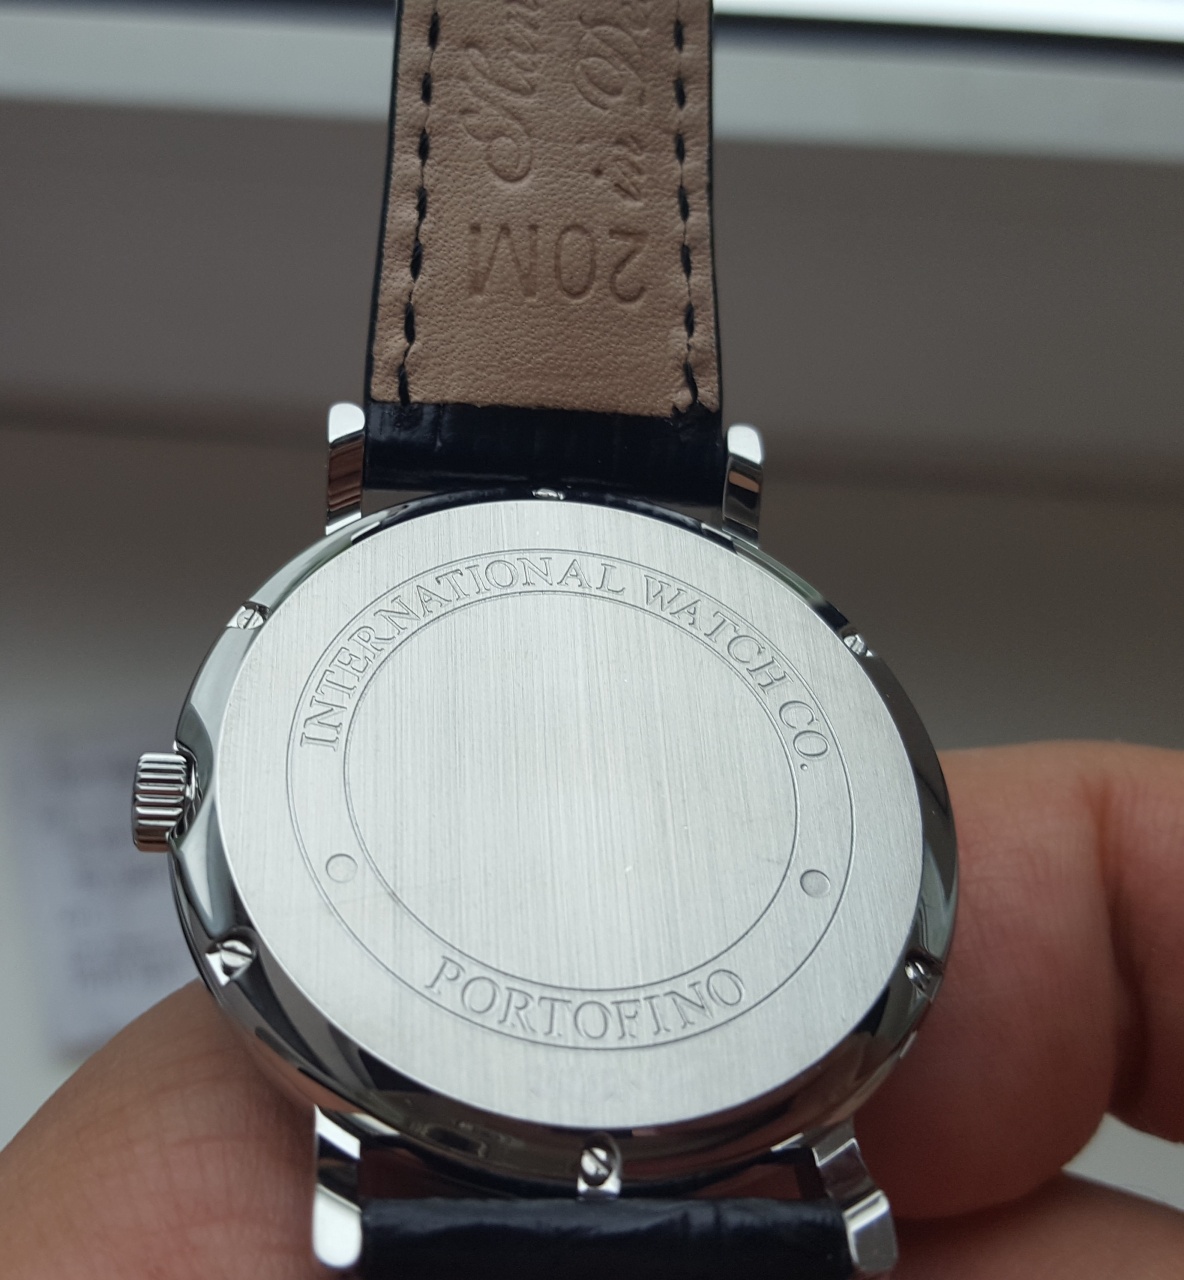 20M
INTERNATIONAL WATCH CO.
PORTOFINO